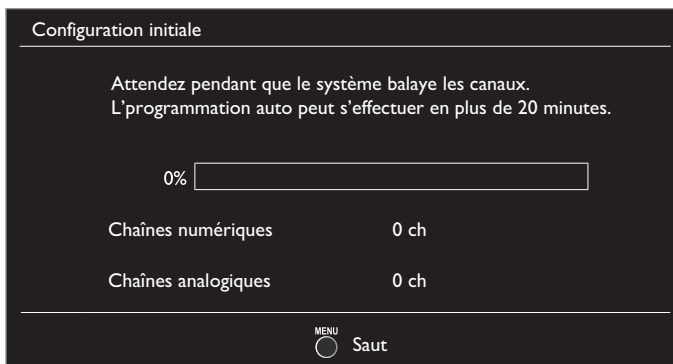 Configuration initiale
Attendez pendant que le système balaye les canaux.
L'programmation auto peut s'effectuer en plus de 20 minutes.
0%
Chaînes numériques 0 ch
Chaînes analogiques 0 ch
MENU
Saut